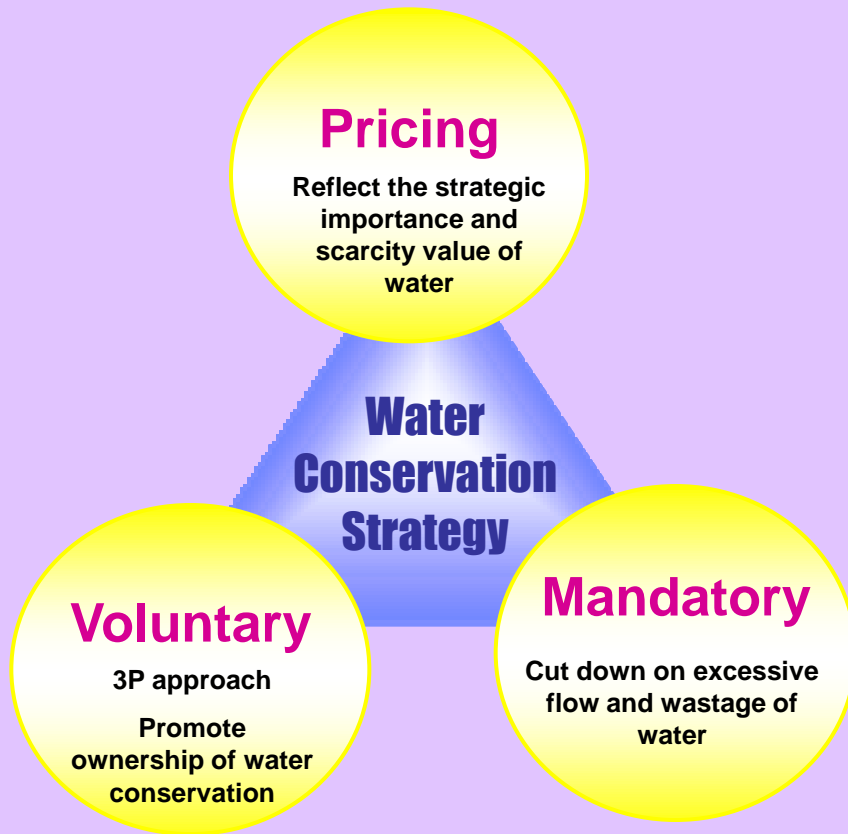 Pricing
Reflect the strategic
importance and
scarcity value of
water
Water
Conservation
Strategy
Voluntary
3P approach
Promote
ownership of water
conservation
Mandatory
Cut down on excessive
flow and wastage of
water